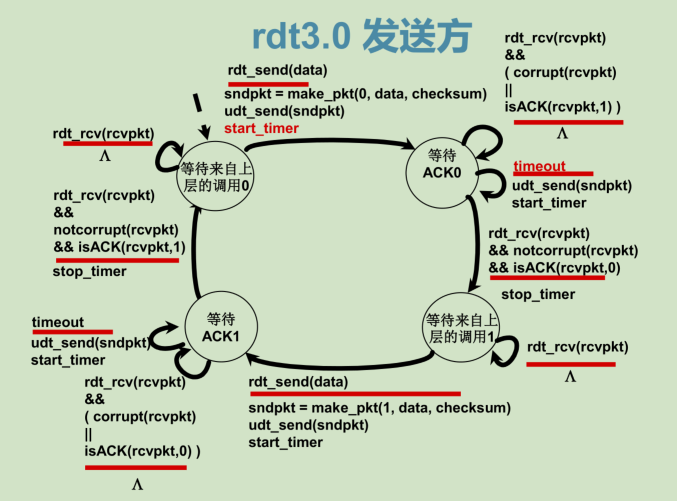 rdt3.0 发送方
rdt_send(data)
sndpkt = make_pkt(0, data, checksum)
udt_send(sndpkt)
start_timer
rdt_rcv(rcvpkt)
&&
( corrupt(rcvpkt)
||
isACK(rcvpkt,1) )
Λ
rdt_rcv(rcvpkt)
Λ
等待来自上
层的调用0
等待
ACK0
timeout
udt_send(sndpkt)
start_timer
rdt_rcv(rcvpkt)
&&
notcorrupt(rcvpkt)
&& isACK(rcvpkt,1)
stop_timer
rdt_rcv(rcvpkt)
&& notcorrupt(rcvpkt)
&& isACK(rcvpkt,0)
stop_timer
等待
ACK1
等待来自上
层的调用1
timeout
udt_send(sndpkt)
start_timer
rdt_rcv(rcvpkt)
Λ
rdt_rcv(rcvpkt)
&&
( corrupt(rcvpkt)
||
isACK(rcvpkt,0) )
Λ
rdt_send(data)
sndpkt = make_pkt(1, data, checksum)
udt_send(sndpkt)
start_timer